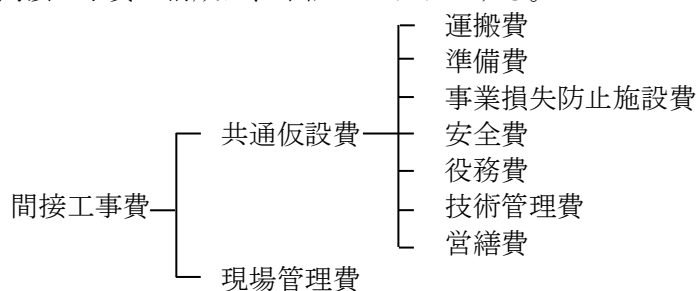 運搬費
準備費
事業損失防止施設費
共通仮設費
安全費
役務費
間接工事費
技術管理費
営繕費
現場管理費